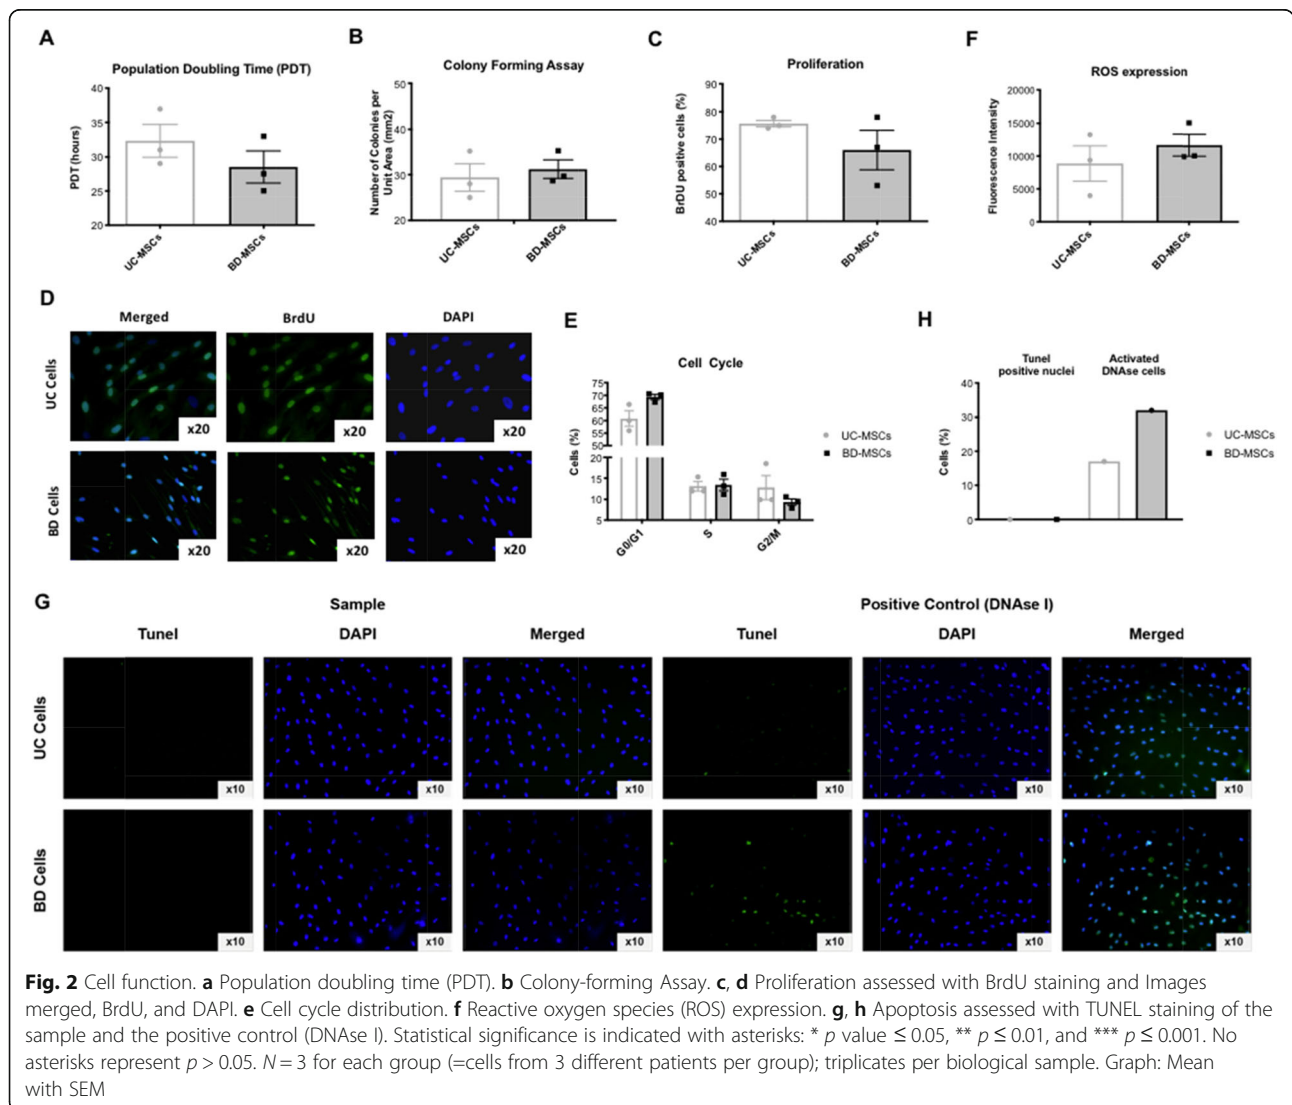 A
Population Doubling Time (PDT)
PDT (hours)
40
35
30
25
20
UC-MSCs
BD-MSCs
B
Colony Forming Assay
Number of Colonies per
Unit Area (mm2)
50
40
30
20
UC-MSCs
BD-MSCs
C
Proliferation
BrDU positive cells (%)
90
80
70
60
50
40
UC-MSCs
BD-MSCs
F
ROS expression
Fluorescence Intensity
20000
15000
10000
5000
0
UC-MSCs
BD-MSCs
D
Merged
BrdU
DAPI
UC Cells
x20
x20
x20
BD Cells
x20
x20
x20
E
Cell Cycle
Cells (%)
75
70
65
60
55
50
20
15
10
5
G0/G1
S
G2/M
UC-MSCs
BD-MSCs
H
Tunel
positive nuclei
Activated
DNAse cells
Cells (%)
40
30
20
10
0
UC-MSCs
BD-MSCs
G
Sample
Positive Control (DNAse I)
Tunel
DAPI
Merged
Tunel
DAPI
Merged
UC Cells
x10
x10
x10
x10
x10
x10
BD Cells
x10
x10
x10
x10
x10
x10
Fig. 2 Cell function. a Population doubling time (PDT). b Colony-forming Assay. c, d Proliferation assessed with BrdU staining and Images
merged, BrdU, and DAPI. e Cell cycle distribution. f Reactive oxygen species (ROS) expression. g, h Apoptosis assessed with TUNEL staining of the
sample and the positive control (DNAse I). Statistical significance is indicated with asterisks: * p value ≤ 0.05, ** p ≤ 0.01, and *** p ≤ 0.001. No
asterisks represent p > 0.05. N = 3 for each group (=cells from 3 different patients per group); triplicates per biological sample. Graph: Mean
with SEM